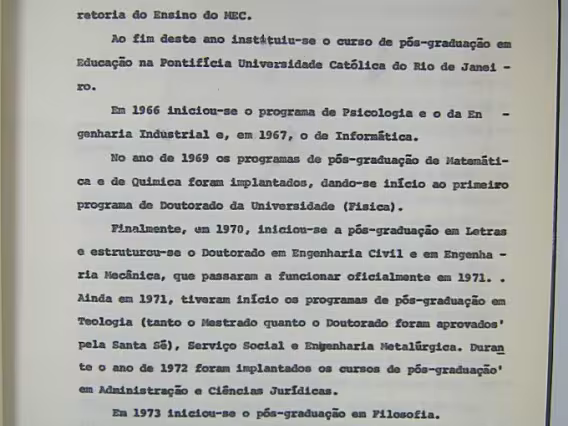 retoria do Ensino do MEC.
Ao fim deste ano instituiu-se o curso de pós-graduação em
Educação na Pontifícia Universidade Católica do Rio de Janei -
ro.
Em 1966 iniciou-se o programa de Psicologia e o da En -
genharia Industrial e, em 1967, o de Informática.
No ano de 1969 os programas de pós-graduação de Matemáti-
ca e de Química foram implantados, dando-se início ao primeiro
programa de Doutorado da Universidade (Física).
Finalmente, em 1970, iniciou-se a pós-graduação em Letras
e estruturou-se o Doutorado em Engenharia Civil e em Engenha -
ria Mecânica, que passaram a funcionar oficialmente em 1971. .
Ainda em 1971, tiveram início os programas de pós-graduação em
Teologia (tanto o Mestrado quanto o Doutorado foram aprovados'
pela Santa Sé), Serviço Social e Engenharia Metalúrgica. Duran
te o ano de 1972 foram implantados os cursos de pós-graduação'
em Administração e Ciências Jurídicas.
Em 1973 iniciou-se o pós-graduação em Filosofia.